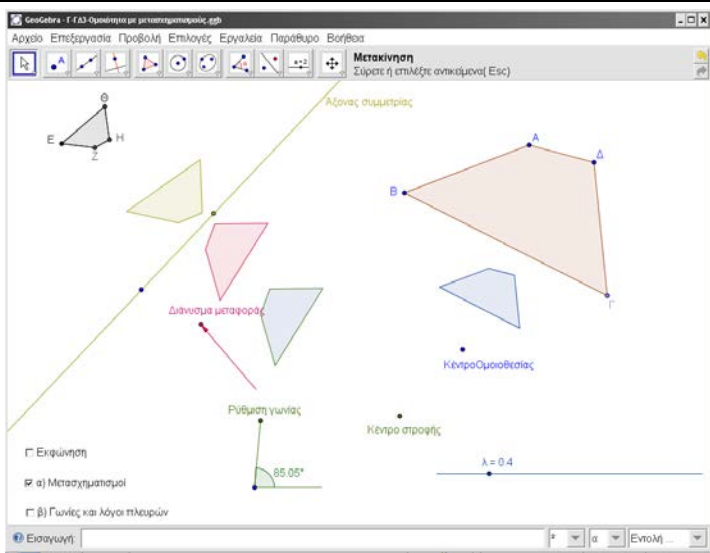 GeoGebra - Γ-ΓΔ3-Ομοιότητα με μετασχηματισμούς.ggb
Αρχείο Επεξεργασία Προβολή Επιλογές Εργαλεία Παράθυρο Βοήθεια
A
a=2
Μετακίνηση
Σύρετε ή επιλέξτε αντικείμενα( Esc)
Άξονας συμμετρίας
Θ
Ε
Η
Ζ
Α
Δ
Β
Γ
Διάνυσμα μεταφοράς
ΚέντροΟμοιοθεσίας
Ρύθμιση γωνίας
Κέντρο στροφής
85.05°
λ = 0.4
Εκφώνηση
α) Μετασχηματισμοί
β) Γωνίες και λόγοι πλευρών
Εισαγωγή:
²
α
Εντολή ...